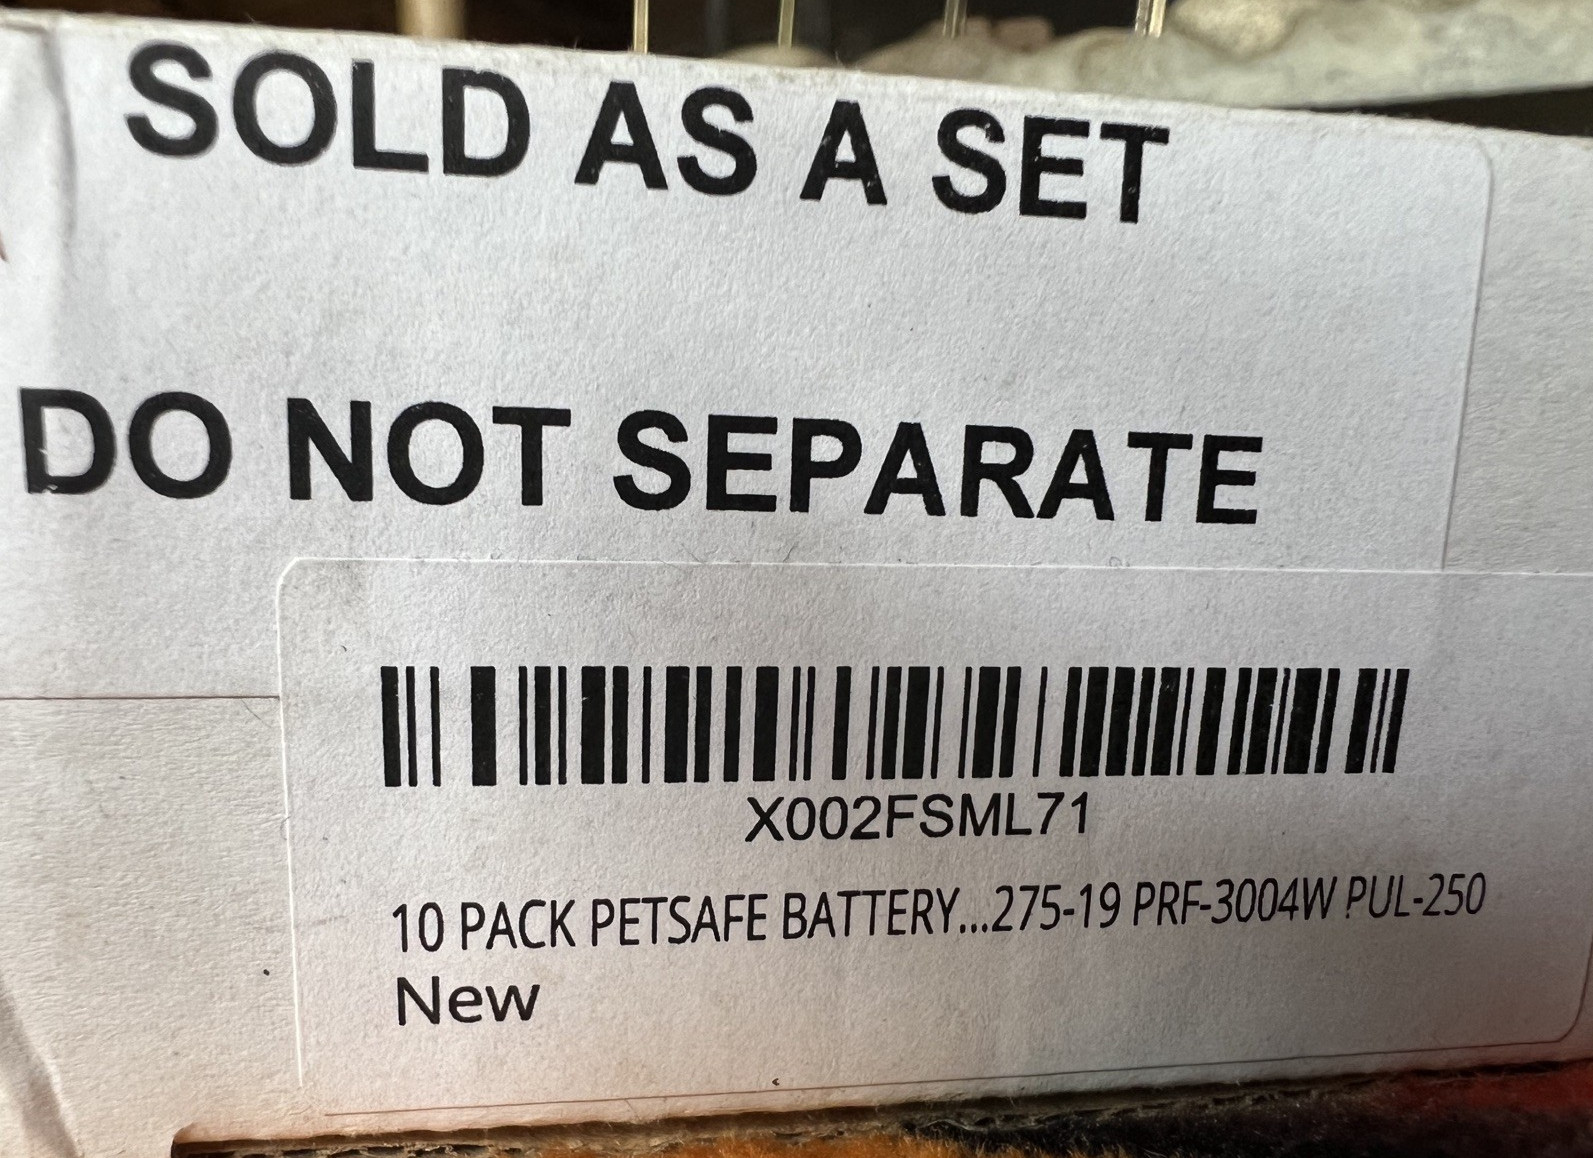 SOLD AS A SET
DO NOT SEPARATE
X002FSML71
10 PACK PETSAFE BATTERY...275-19 PRF-3004W PUL-250
New